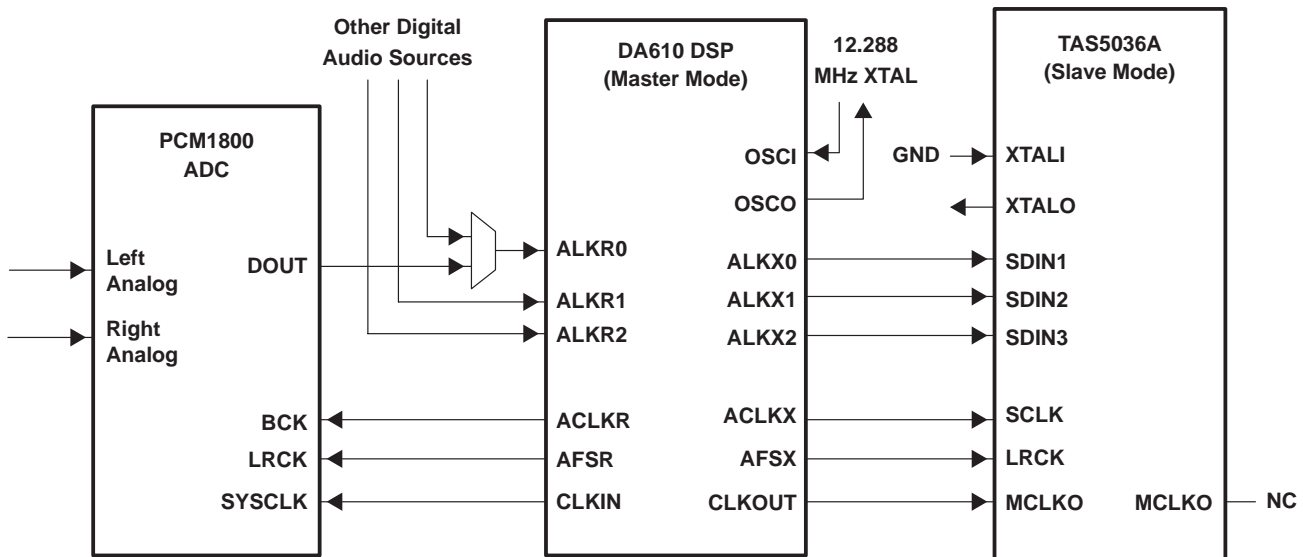 Other Digital
Audio Sources
PCM1800
ADC
Left
Analog
Right
Analog
DOUT
BCK
LRCK
SYSCLK
DA610 DSP
(Master Mode)
ALKR0
ALKR1
ALKR2
ACLKR
AFSR
CLKIN
OSCI
OSCO
ALKX0
ALKX1
ALKX2
ACLKX
AFSX
CLKOUT
12.288
MHz XTAL
GND
TAS5036A
(Slave Mode)
XTALI
XTALO
SDIN1
SDIN2
SDIN3
SCLK
LRCK
MCLKO
MCLKO
NC